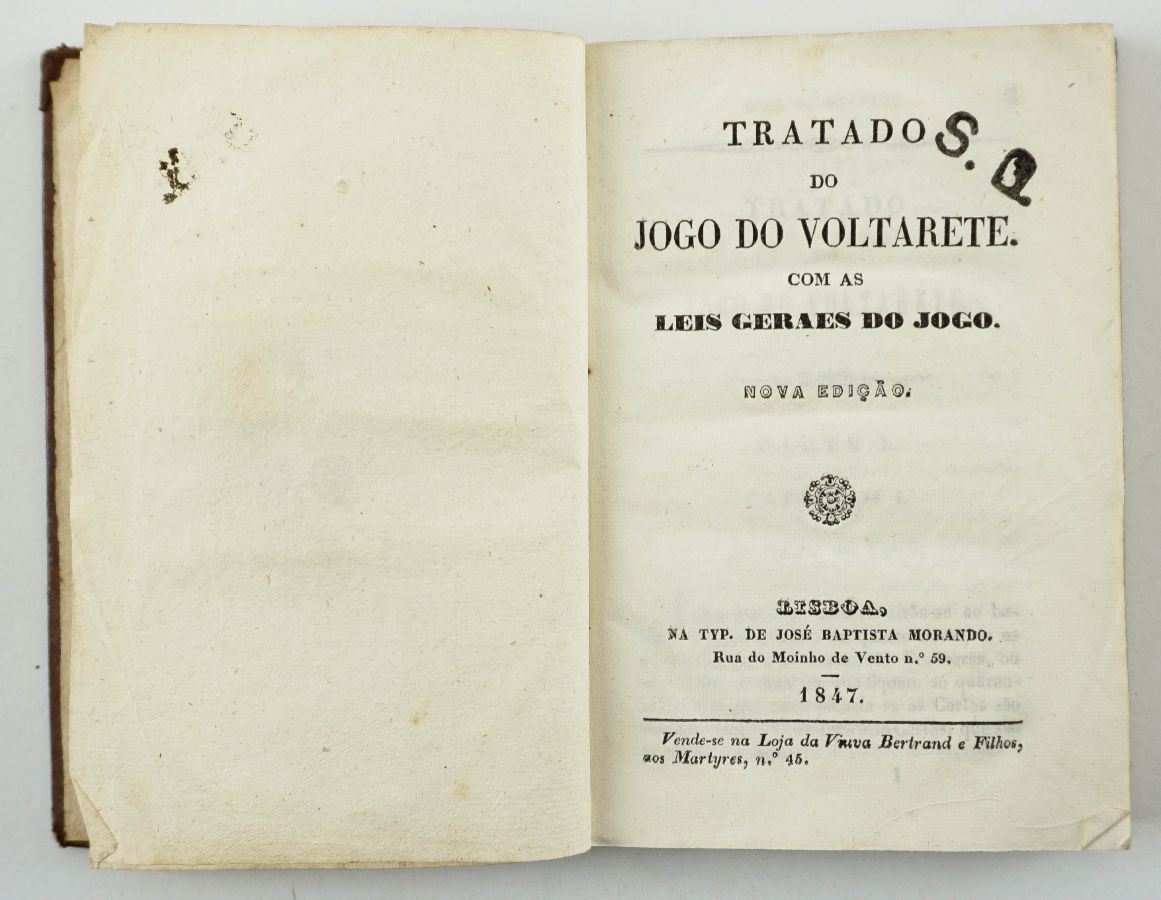 TRATADO
DO
JOGO DO VOLTARETE.
COM AS
LEIS GERAES DO JOGO.
NOVA EDIÇÃO.
LISBOA,
NA TYP. DE JOSÉ BAPTISTA MORANDO.
Rua do Moinho de Vento n.º 59.
1847.
Vende-se na Loja da Viuva Bertrand e Filhos,
aos Martyres, n.º 45.